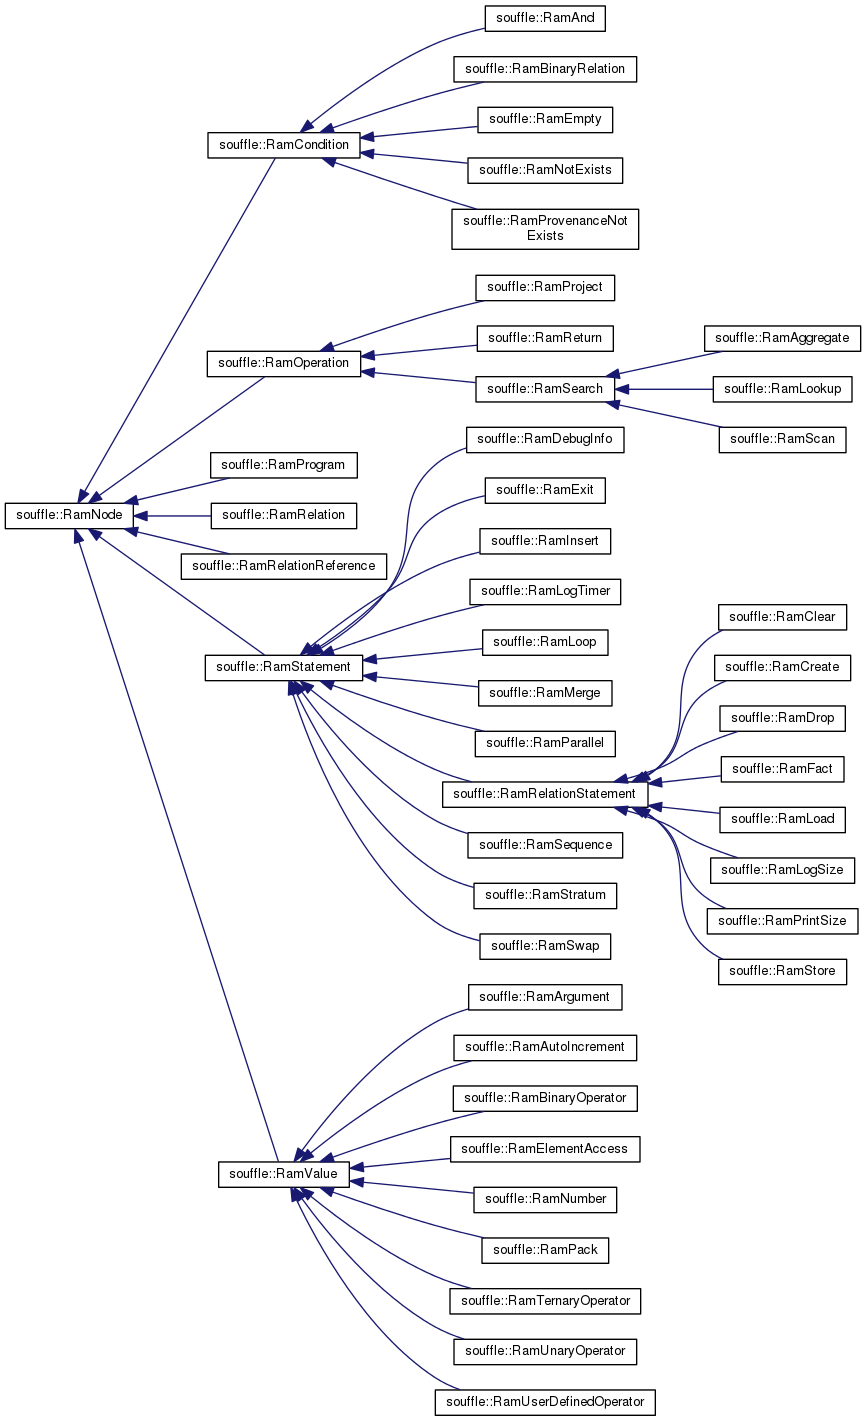 souffle::RamAnd
souffle::RamBinaryRelation
souffle::RamEmpty
souffle::RamCondition
souffle::RamNotExists
souffle::RamProvenanceNot
Exists
souffle::RamProject
souffle::RamReturn
souffle::RamAggregate
souffle::RamOperation
souffle::RamSearch
souffle::RamLookup
souffle::RamDebugInfo
souffle::RamScan
souffle::RamProgram
souffle::RamExit
souffle::RamNode
souffle::RamRelation
souffle::RamInsert
souffle::RamRelationReference
souffle::RamLogTimer
souffle::RamClear
souffle::RamLoop
souffle::RamStatement
souffle::RamCreate
souffle::RamMerge
souffle::RamDrop
souffle::RamParallel
souffle::RamFact
souffle::RamRelationStatement
souffle::RamLoad
souffle::RamSequence
souffle::RamLogSize
souffle::RamStratum
souffle::RamPrintSize
souffle::RamSwap
souffle::RamStore
souffle::RamArgument
souffle::RamAutoIncrement
souffle::RamBinaryOperator
souffle::RamElementAccess
souffle::RamValue
souffle::RamNumber
souffle::RamPack
souffle::RamTernaryOperator
souffle::RamUnaryOperator
souffle::RamUserDefinedOperator